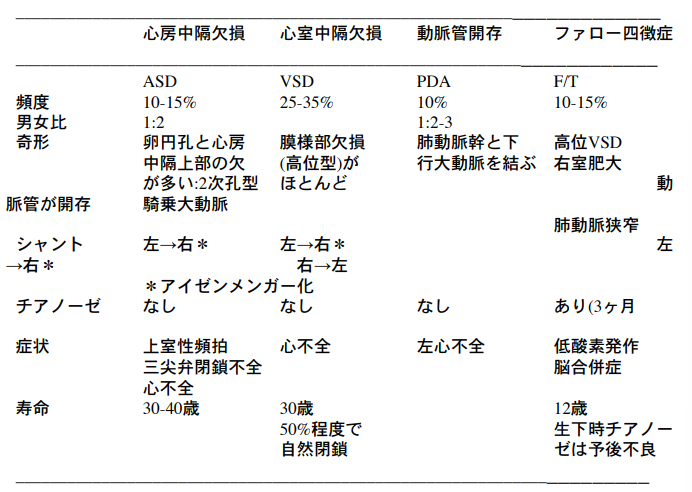 心房中隔欠損 心室中隔欠損 動脈管開存 ファロー四徴症
ASD VSD PDA F/T
頻度 10-15% 25-35% 10% 10-15%
男女比 1:2 1:2-3
奇形 卵円孔と心房 膜様部欠損 肺動脈幹と下 高位VSD
中隔上部の欠 (高位型)が 行大動脈を結ぶ 右室肥大
が多い:2次孔型 ほとんど 動
脈管が開存 騎乗大動脈
肺動脈狭窄
シャント 左→右＊ 左→右＊ 左
→右＊ 右→左
＊アイゼンメンガー化
チアノーゼ なし なし なし あり(3ヶ月
症状 上室性頻拍 心不全 左心不全 低酸素発作
三尖弁閉鎖不全 脳合併症
心不全
寿命 30-40歳 30歳 12歳
50%程度で 生下時チアノー
自然閉鎖 ゼは予後不良